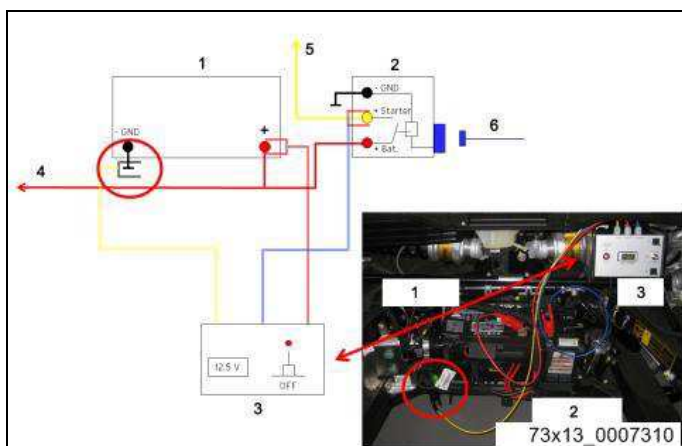 5
1
2
- GND
+ Starter
- GND
+
+ Bat.
6
4
12.5 V
OFF
3
1
3
2
73x13_0007310